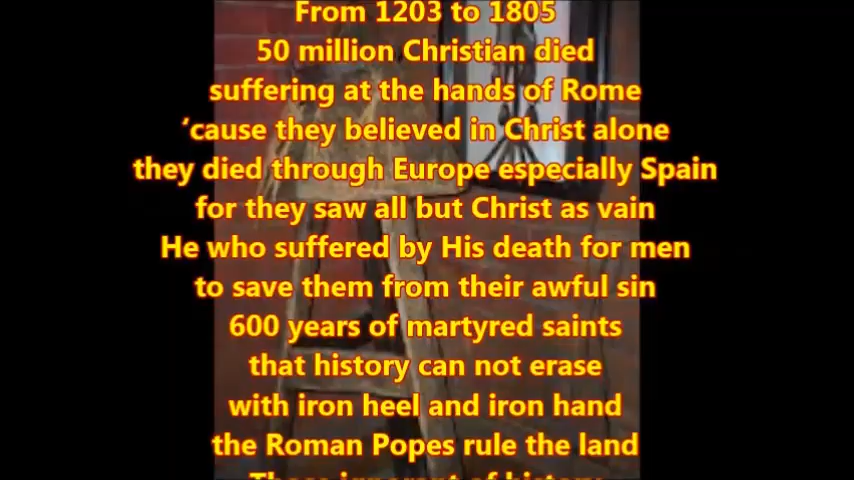 From 1203 to 1805
50 million Christian died
suffering at the hands of Rome
‘cause they believed in Christ alone
they died through Europe especially Spain
for they saw all but Christ as vain
He who suffered by His death for men
to save them from their awful sin
600 years of martyred saints
that history can not erase
with iron heel and iron hand
the Roman Popes rule the land